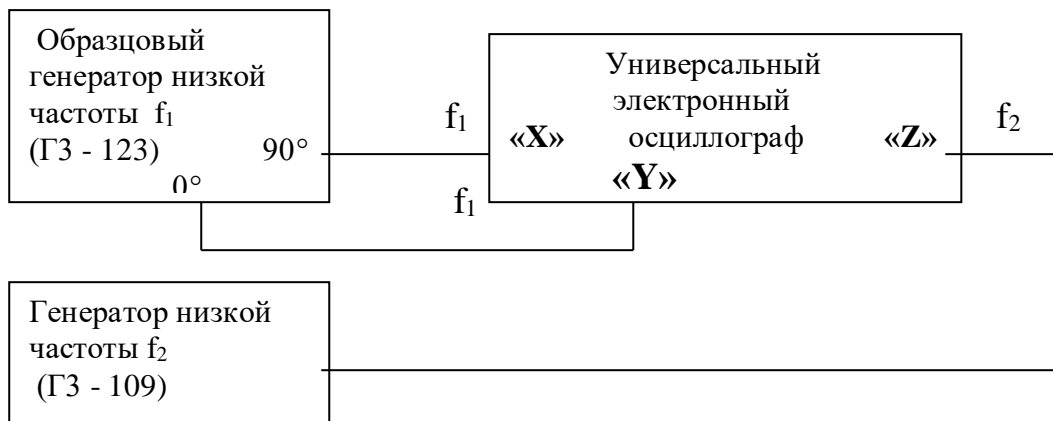 Образцовый
генератор низкой
частоты f₁
(Г3 - 123) 90°
0°
f₁
f₁
Универсальный
электронный
«X» осциллограф «Z»
«Y»
f₂
Генератор низкой
частоты f₂
(Г3 - 109)